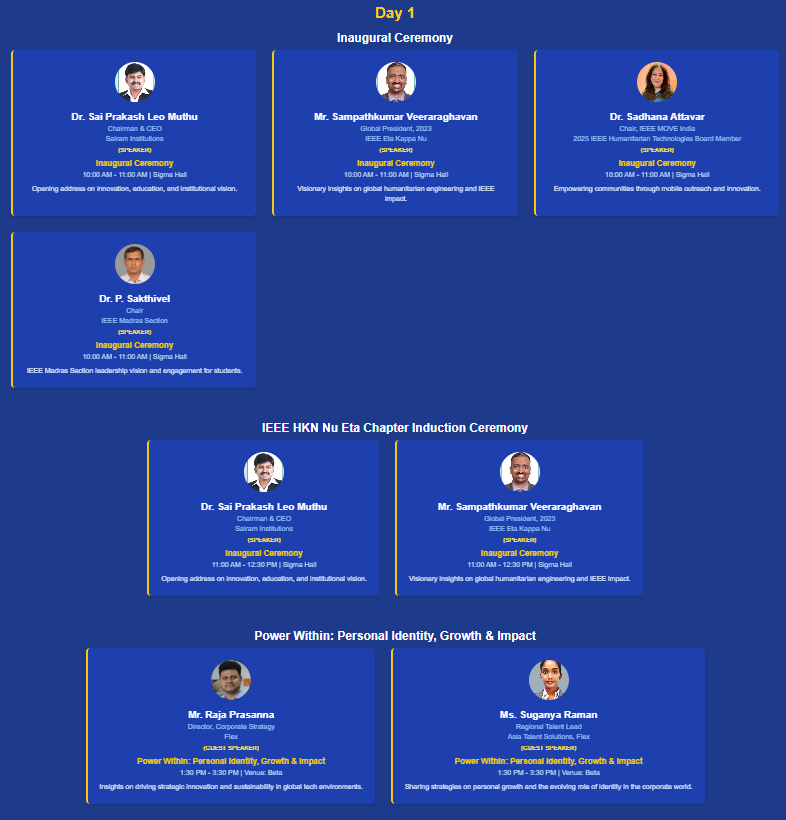 Day 1
Inaugural Ceremony
Dr. Sai Prakash Leo Muthu
Chairman & CEO
Sairam Institutions
(SPEAKER)
Inaugural Ceremony
10:00 AM - 11:00 AM | Sigma Hall
Opening address on innovation, education, and institutional vision.
Mr. Sampathkumar Veeraraghavan
Global President, 2023
IEEE Eta Kappa Nu
(SPEAKER)
Inaugural Ceremony
10:00 AM - 11:00 AM | Sigma Hall
Visionary insights on global humanitarian engineering and IEEE
impact.
Dr. Sadhana Attavar
Chair, IEEE MOVE India
2025 IEEE Humanitarian Technologies Board Member
(SPEAKER)
Inaugural Ceremony
10:00 AM - 11:00 AM | Sigma Hall
Empowering communities through mobile outreach and innovation.
Dr. P. Sakthivel
Chair
IEEE Madras Section
(SPEAKER)
Inaugural Ceremony
10:00 AM - 11:00 AM | Sigma Hall
IEEE Madras Section leadership vision and engagement for students.
IEEE HKN Nu Eta Chapter Induction Ceremony
Dr. Sai Prakash Leo Muthu
Chairman & CEO
Sairam Institutions
(SPEAKER)
Inaugural Ceremony
11:00 AM - 12:30 PM | Sigma Hall
Opening address on innovation, education, and institutional vision.
Mr. Sampathkumar Veeraraghavan
Global President, 2023
IEEE Eta Kappa Nu
(SPEAKER)
Inaugural Ceremony
11:00 AM - 12:30 PM | Sigma Hall
Visionary insights on global humanitarian engineering and IEEE impact.
Power Within: Personal Identity, Growth & Impact
Mr. Raja Prasanna
Director, Corporate Strategy
Flex
(GUEST SPEAKER)
Power Within: Personal Identity, Growth & Impact
1:30 PM - 3:30 PM | Venue: Beta
Insights on driving strategic innovation and sustainability in global tech environments.
Ms. Suganya Raman
Regional Talent Lead
Asia Talent Solutions, Flex
(GUEST SPEAKER)
Power Within: Personal Identity, Growth & Impact
1:30 PM - 3:30 PM | Venue: Beta
Sharing strategies on personal growth and the evolving role of identity in the corporate world.